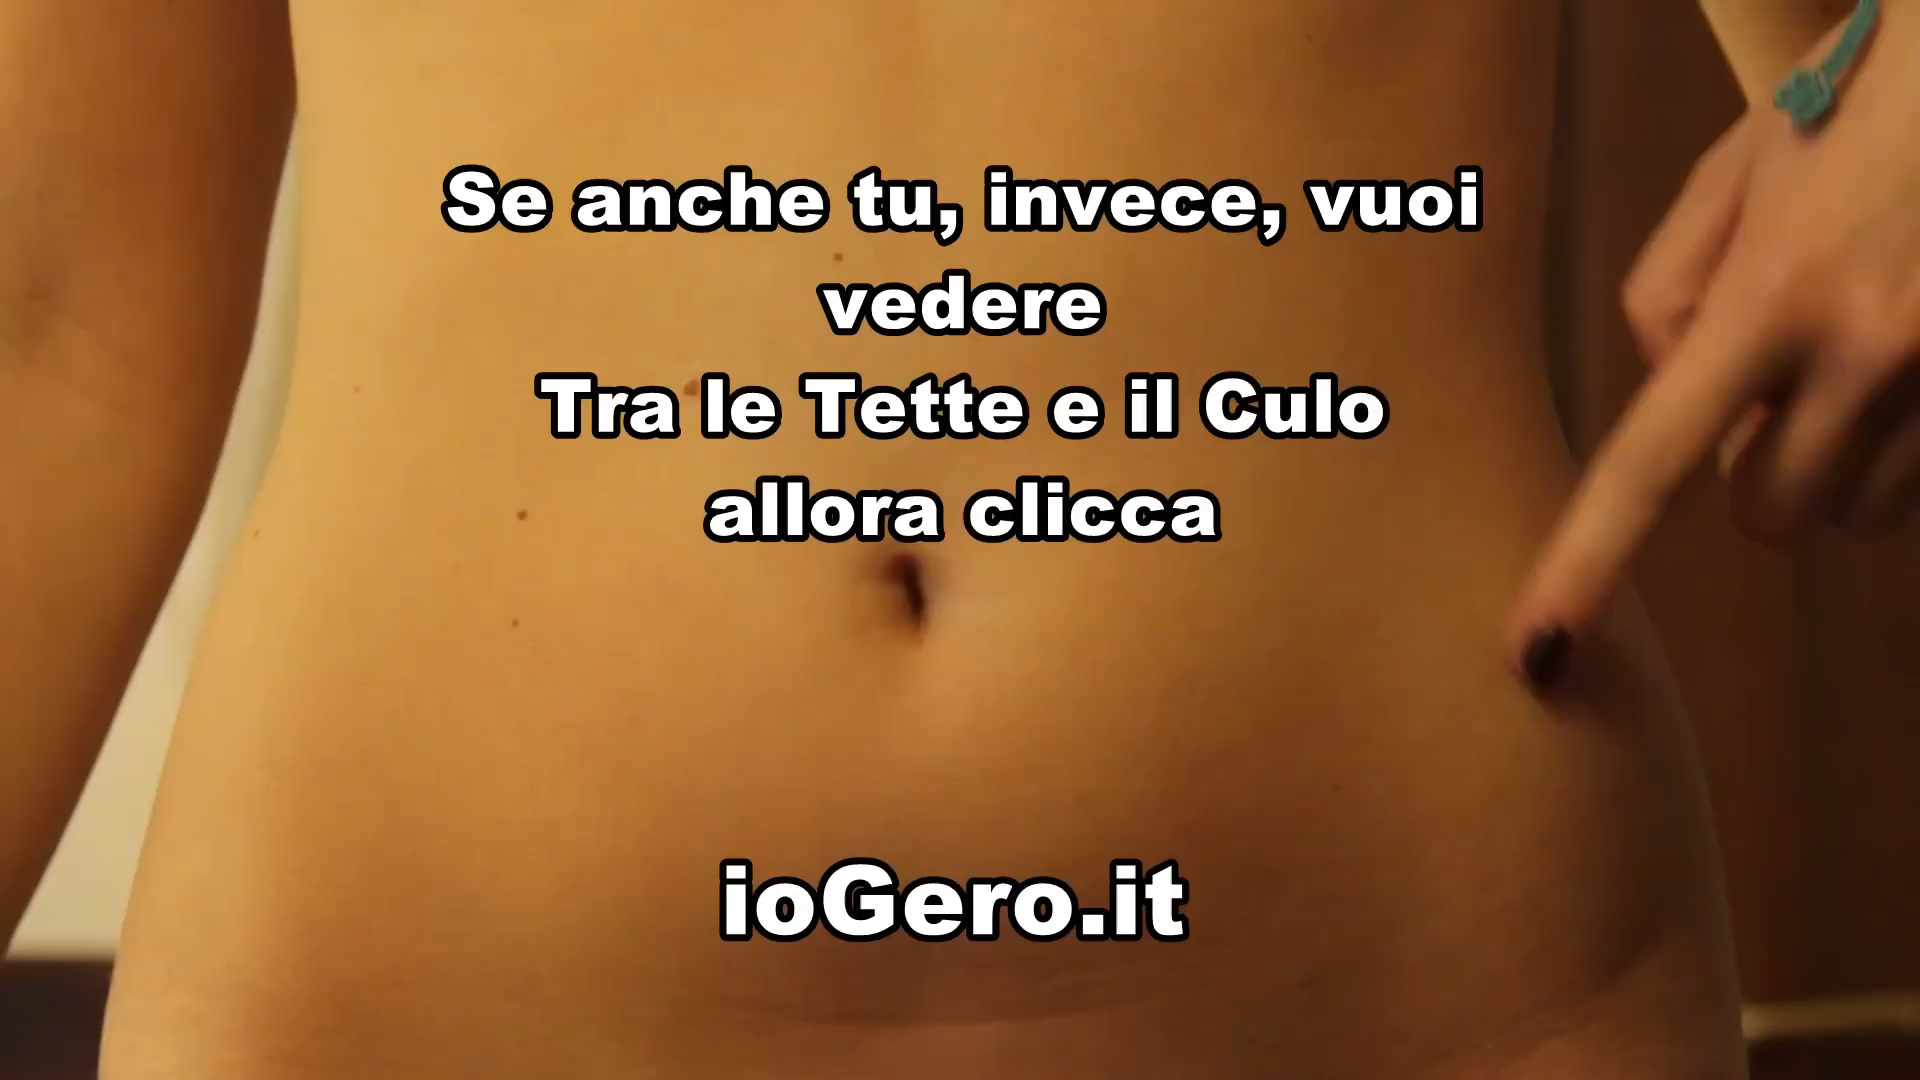 Se anche tu, invece, vuoi
vedere
Tra le Tette e il Culo
allora clicca
ioGero.it